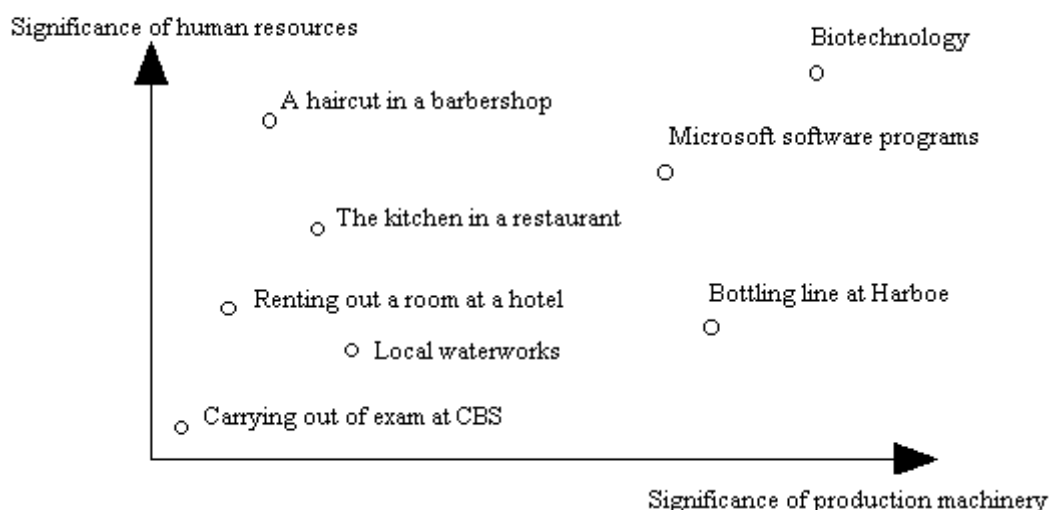 Significance of human resources
Biotechnology
A haircut in a barbershop
Microsoft software programs
The kitchen in a restaurant
Renting out a room at a hotel
Bottling line at Harboe
Local waterworks
Carrying out of exam at CBS
Significance of production machinery